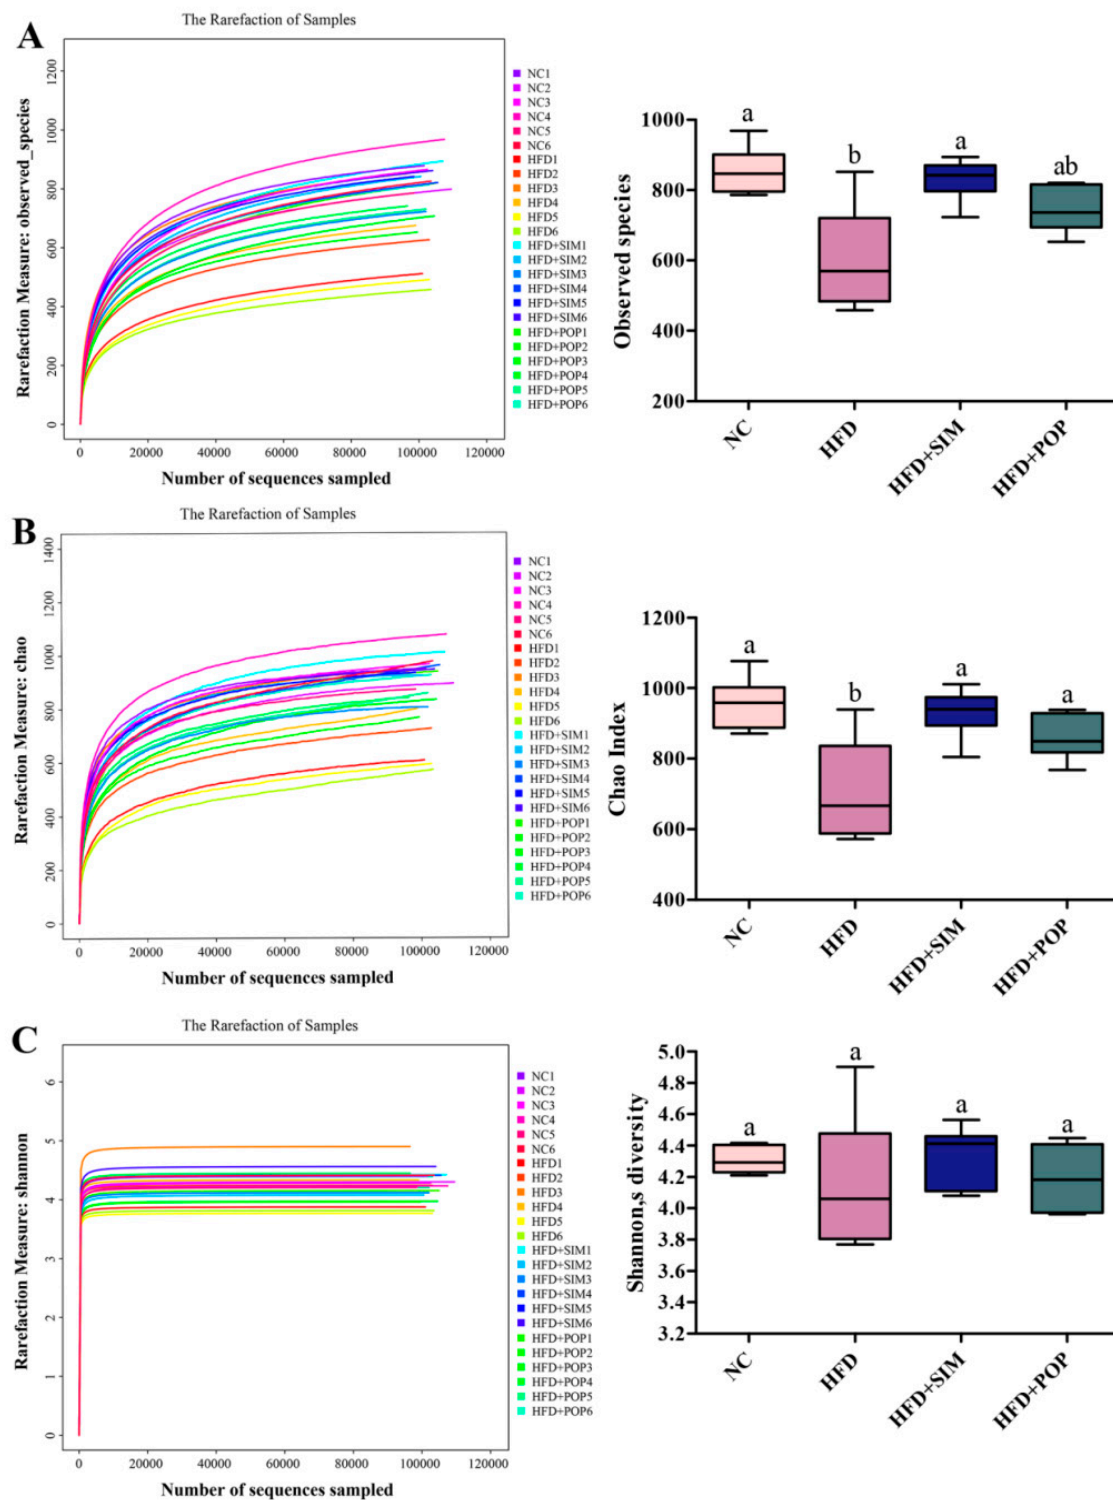 A
The Rarefaction of Samples
Rarefaction Measure: observed_species
1200
1000
800
600
400
200
0
0 20000 40000 60000 80000 100000 120000
Number of sequences sampled
NC1
NC2
NC3
NC4
NC5
NC6
HFD1
HFD2
HFD3
HFD4
HFD5
HFD6
HFD+SIM1
HFD+SIM2
HFD+SIM3
HFD+SIM4
HFD+SIM5
HFD+SIM6
HFD+POP1
HFD+POP2
HFD+POP3
HFD+POP4
HFD+POP5
HFD+POP6
Observed species
1000
800
600
400
200
a b a ab
NC HFD HFD+SIM HFD+POP
B
The Rarefaction of Samples
Rarefaction Measure: chao
1400
1200
1000
800
600
400
200
0
0 20000 40000 60000 80000 100000 120000
Number of sequences sampled
NC1
NC2
NC3
NC4
NC5
NC6
HFD1
HFD2
HFD3
HFD4
HFD5
HFD6
HFD+SIM1
HFD+SIM2
HFD+SIM3
HFD+SIM4
HFD+SIM5
HFD+SIM6
HFD+POP1
HFD+POP2
HFD+POP3
HFD+POP4
HFD+POP5
HFD+POP6
Chao Index
1200
1000
800
600
400
a b a a
NC HFD HFD+SIM HFD+POP
C
The Rarefaction of Samples
Rarefaction Measure: shannon
6
5
4
3
2
1
0
0 20000 40000 60000 80000 100000 120000
Number of sequences sampled
NC1
NC2
NC3
NC4
NC5
NC6
HFD1
HFD2
HFD3
HFD4
HFD5
HFD6
HFD+SIM1
HFD+SIM2
HFD+SIM3
HFD+SIM4
HFD+SIM5
HFD+SIM6
HFD+POP1
HFD+POP2
HFD+POP3
HFD+POP4
HFD+POP5
HFD+POP6
Shannon,s diversity
5.0
4.8
4.6
4.4
4.2
4.0
3.8
3.6
3.4
3.2
a a a a
NC HFD HFD+SIM HFD+POP